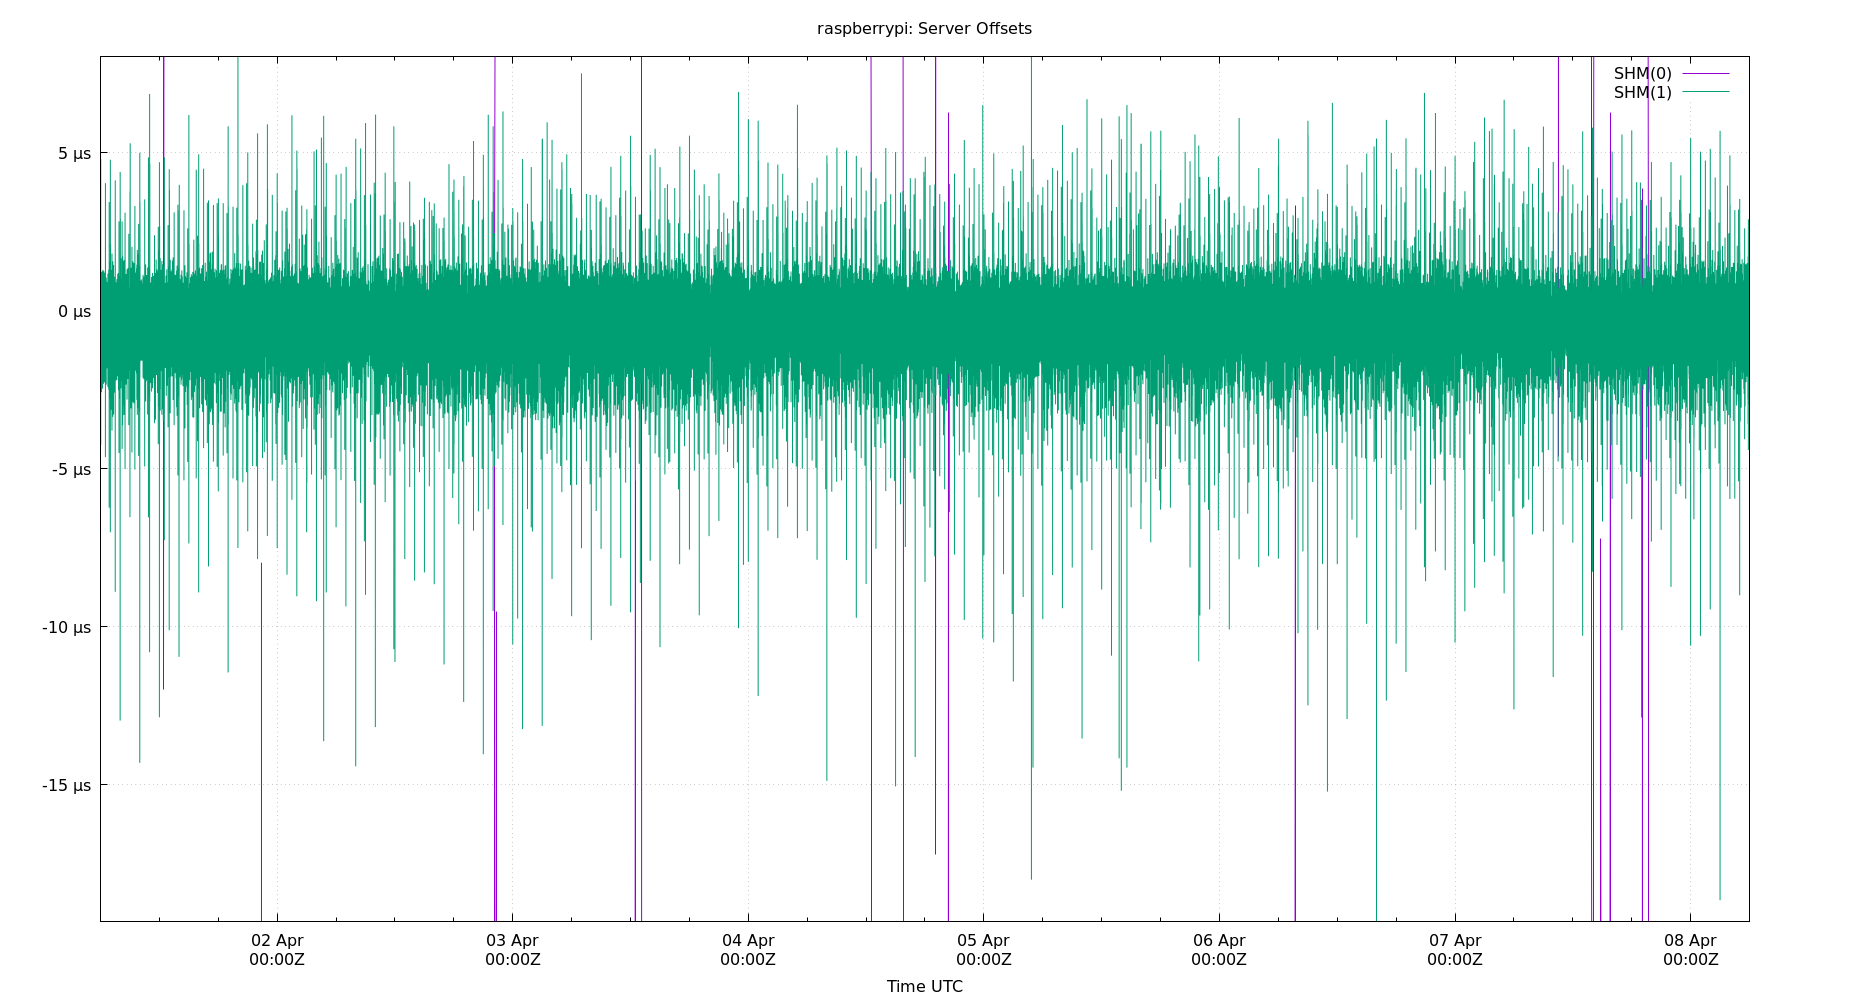 raspberrypi: Server Offsets
SHM(0)
SHM(1)
5 µs
0 µs
-5 µs
-10 µs
-15 µs
02 Apr 03 Apr 04 Apr 05 Apr 06 Apr 07 Apr 08 Apr
00:00Z 00:00Z 00:00Z 00:00Z 00:00Z 00:00Z 00:00Z
Time UTC